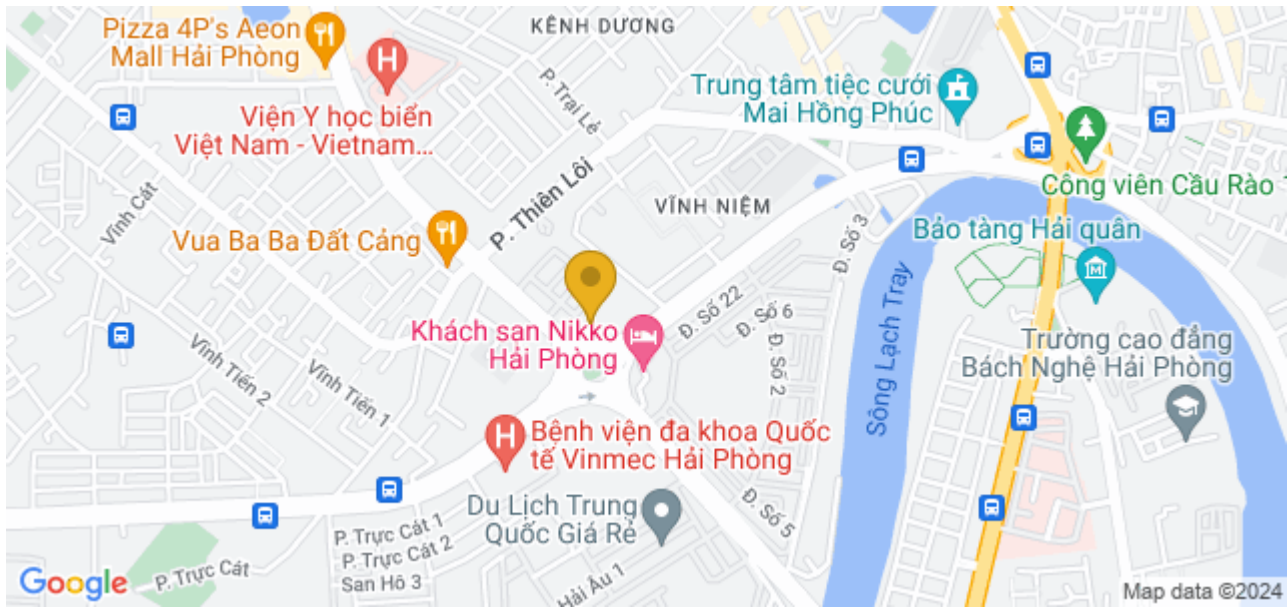 Pizza 4P's Aeon
Mall Hải Phòng
KÊNH DƯƠNG
P. Trại Lẻ
Trung tâm tiệc cưới
Mai Hồng Phúc
Viện Y học biển
Việt Nam - Vietnam...
Vĩnh Cát
P. Thiên Lôi
VĨNH NIỆM
Công viên Cầu Rào 1
Vua Ba Ba Đất Cảng
Đ. Số 3
Bảo tàng Hải quân
Sông Lạch Tray
Khách sạn Nikko
Hải Phòng
Đ. Số 22
Đ. Số 6
Đ. Số 2
Trường cao đẳng
Bách Nghệ Hải Phòng
Vĩnh Tiến 2
Vĩnh Tiến 1
Bệnh viện đa khoa Quốc
tế Vinmec Hải Phòng
Du Lịch Trung
Quốc Giá Rẻ
Đ. Số 5
P. Trực Cát 1
P. Trực Cát 2
San Hô 3
P. Trực Cát
Hải Âu 1
Google
Map data ©2024